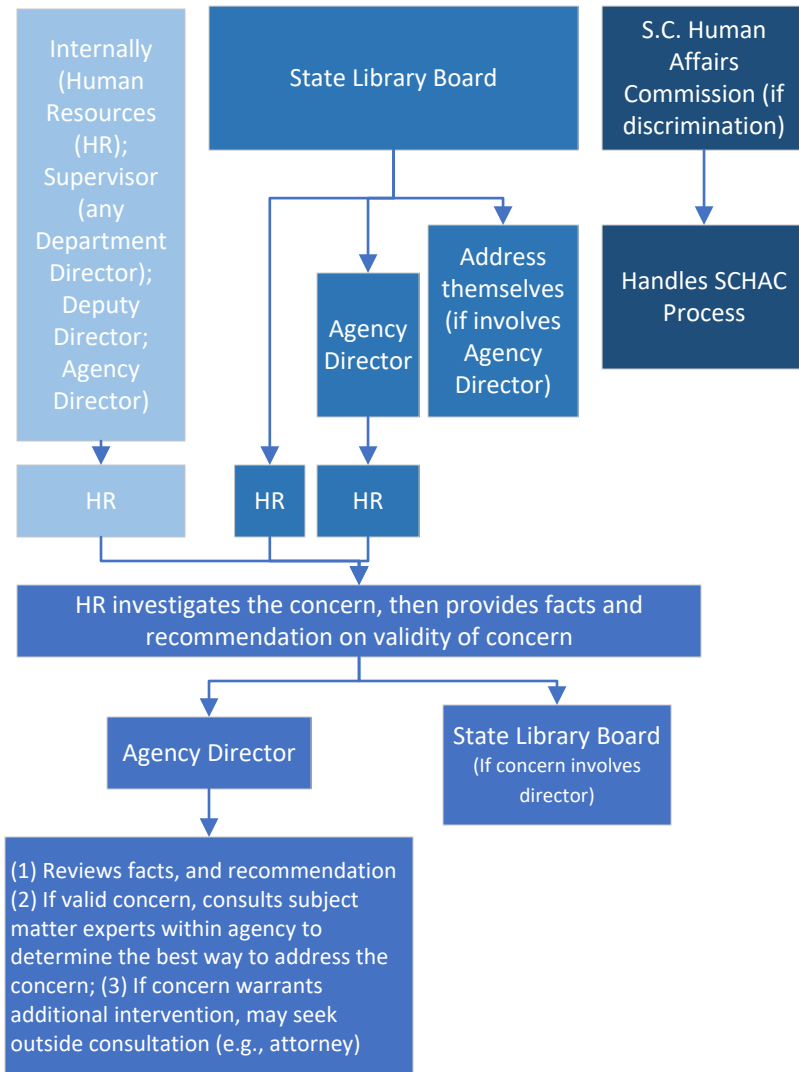 Internally
(Human
Resources
(HR);
Supervisor
(any
Department
Director);
Deputy
Director;
Agency
Director)
State Library Board
S.C. Human
Affairs
Commission (if
discrimination)
Agency
Director
Address
themselves
(if involves
Agency
Director)
Handles SCHAC
Process
HR
HR
HR
HR investigates the concern, then provides facts and
recommendation on validity of concern
Agency Director
State Library Board
(If concern involves
director)
(1) Reviews facts, and recommendation
(2) If valid concern, consults subject
matter experts within agency to
determine the best way to address the
concern; (3) If concern warrants
additional intervention, may seek
outside consultation (e.g., attorney)